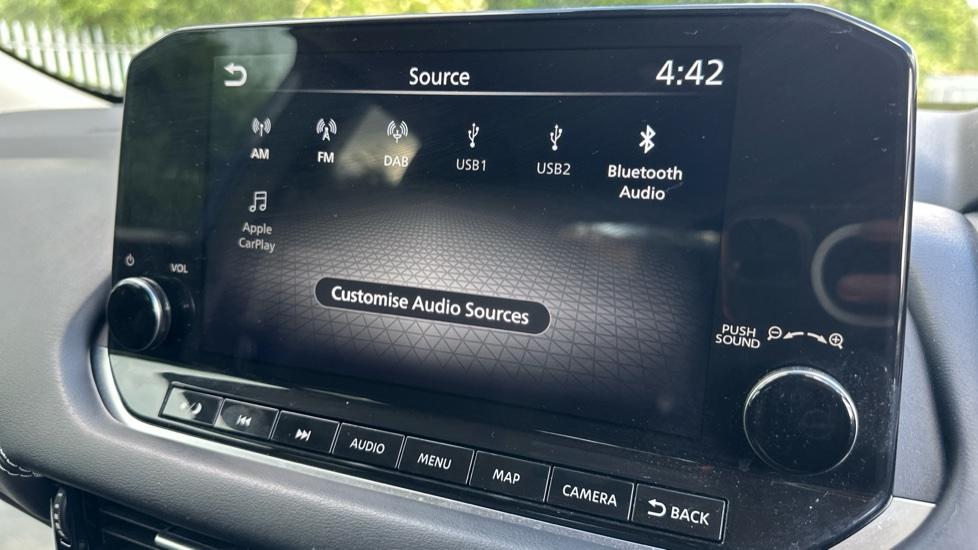 Source
4:42
AM
FM
DAB
USB1
USB2
Bluetooth
Audio
Apple
CarPlay
Customise Audio Sources
VOL
PUSH
SOUND
AUDIO
MENU
MAP
CAMERA
BACK